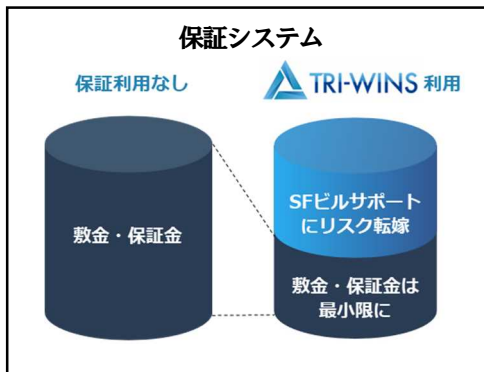 保証システム
保証利用なし
TRI-WINS 利用
敷金・保証金
SFビルサポート
にリスク転嫁
敷金・保証金は
最小限に